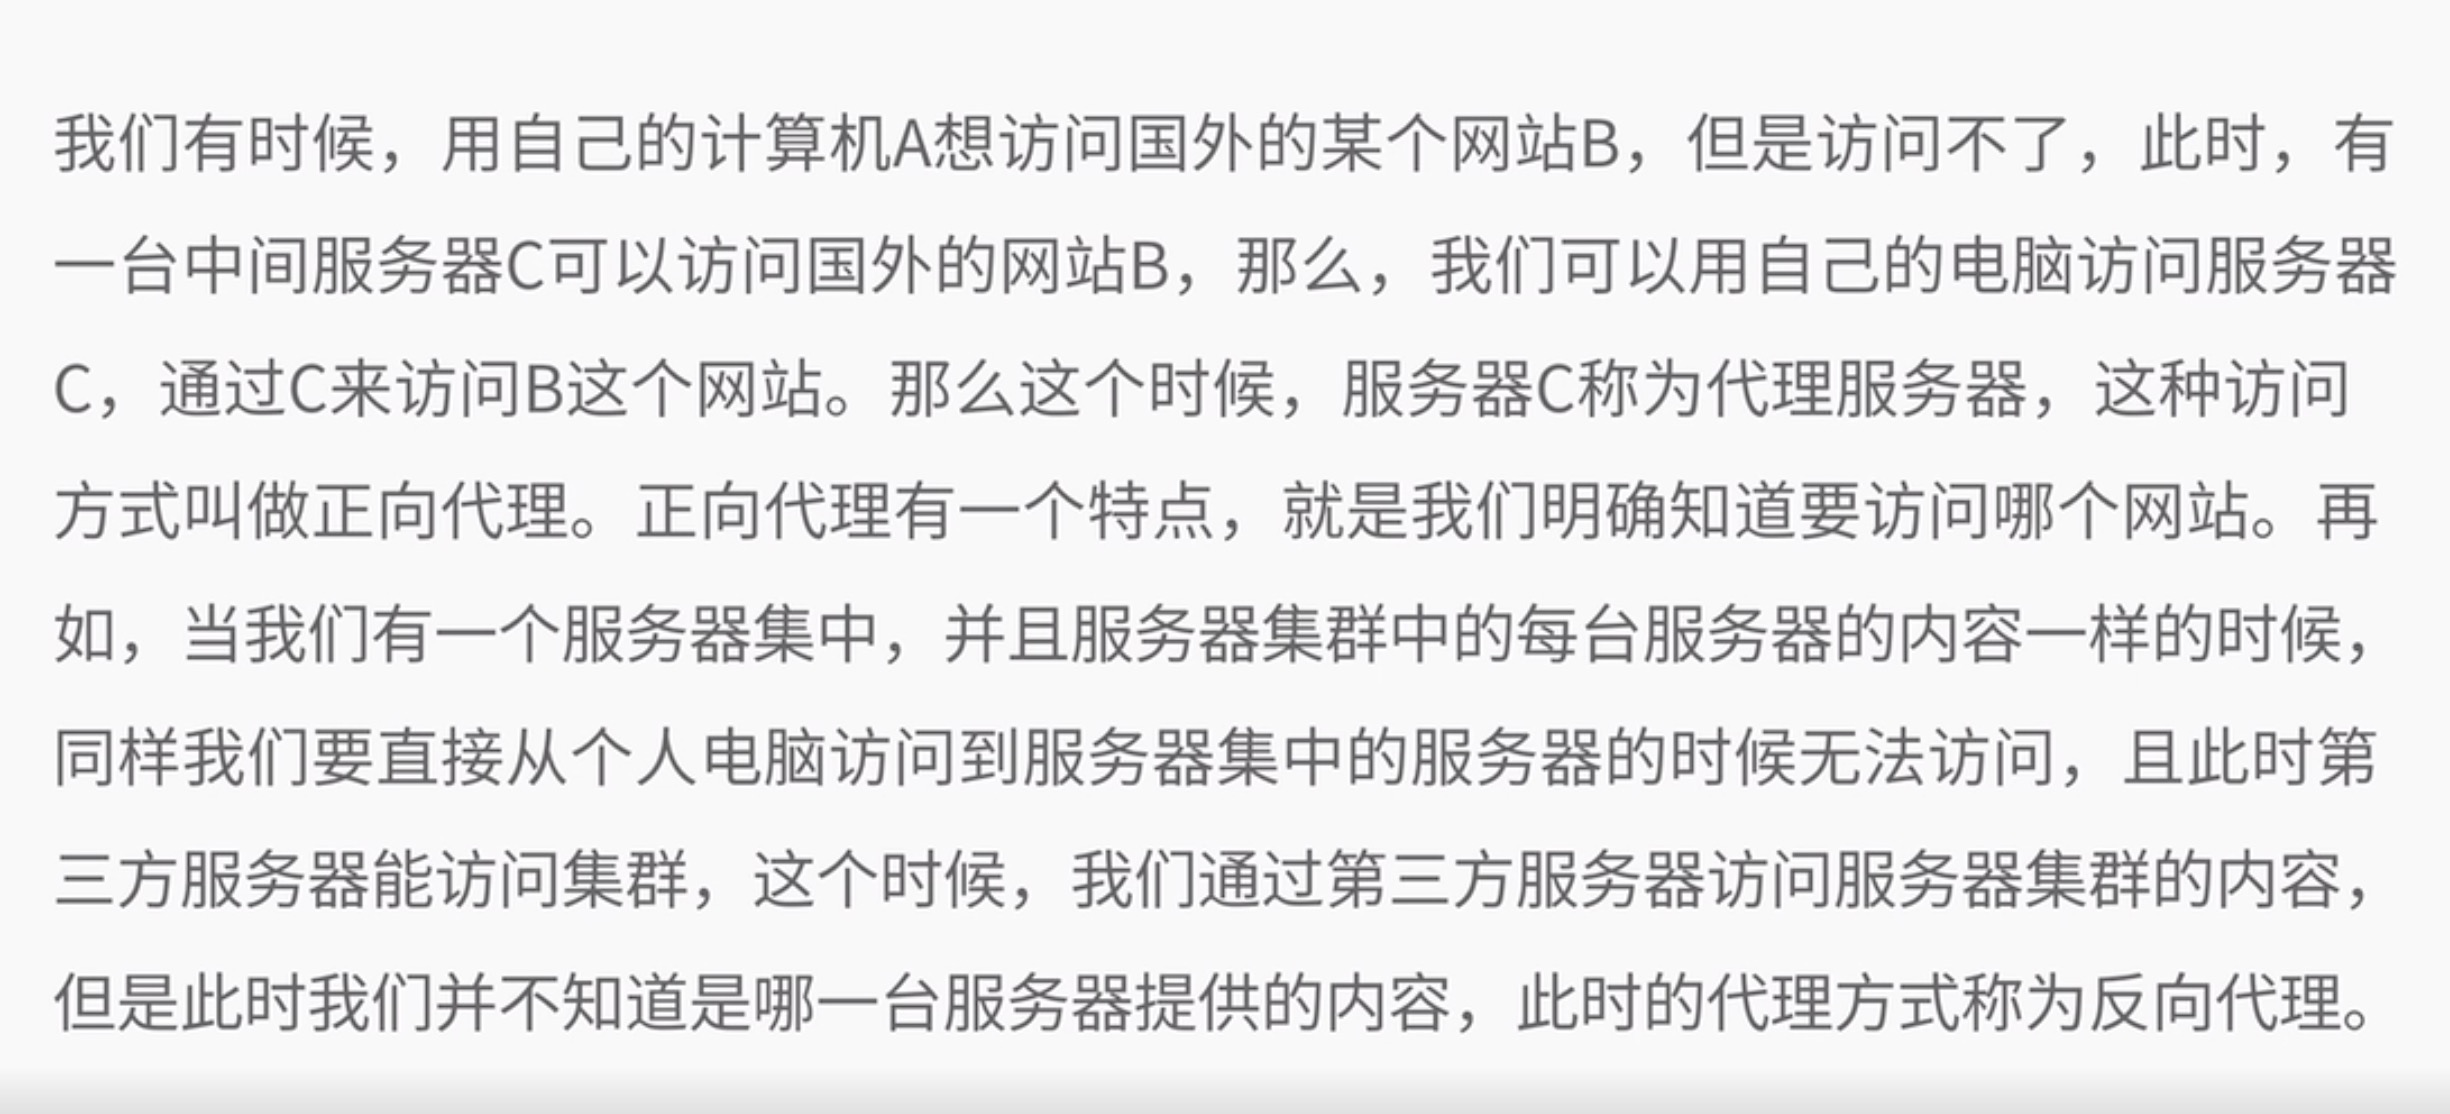 我们有时候，用自己的计算机A想访问国外的某个网站B，但是访问不了，此时，有
一台中间服务器C可以访问国外的网站B，那么，我们可以用自己的电脑访问服务器
C，通过C来访问B这个网站。那么这个时候，服务器C称为代理服务器，这种访问
方式叫做正向代理。正向代理有一个特点，就是我们明确知道要访问哪个网站。再
如，当我们有一个服务器集中，并且服务器集群中的每台服务器的内容一样的时候，
同样我们要直接从个人电脑访问到服务器集中的服务器的时候无法访问，且此时第
三方服务器能访问集群，这个时候，我们通过第三方服务器访问服务器集群的内容，
但是此时我们并不知道是哪一台服务器提供的内容，此时的代理方式称为反向代理。